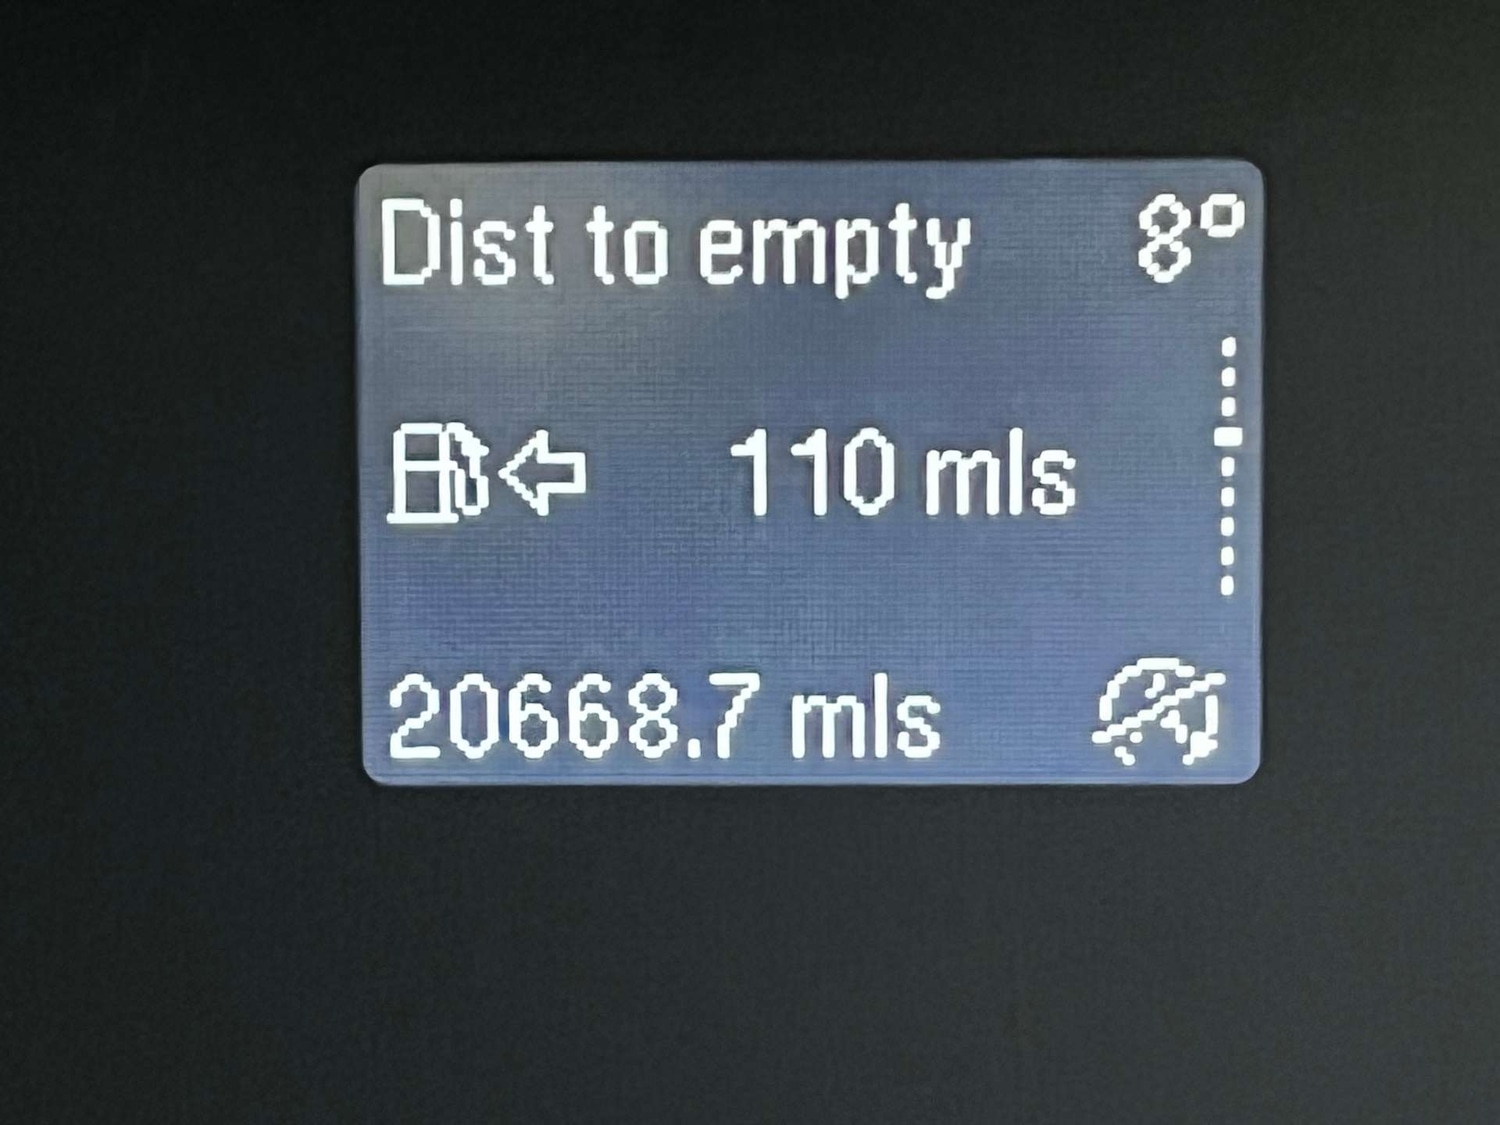 Dist to empty 8°
110 mls
20668.7 mls